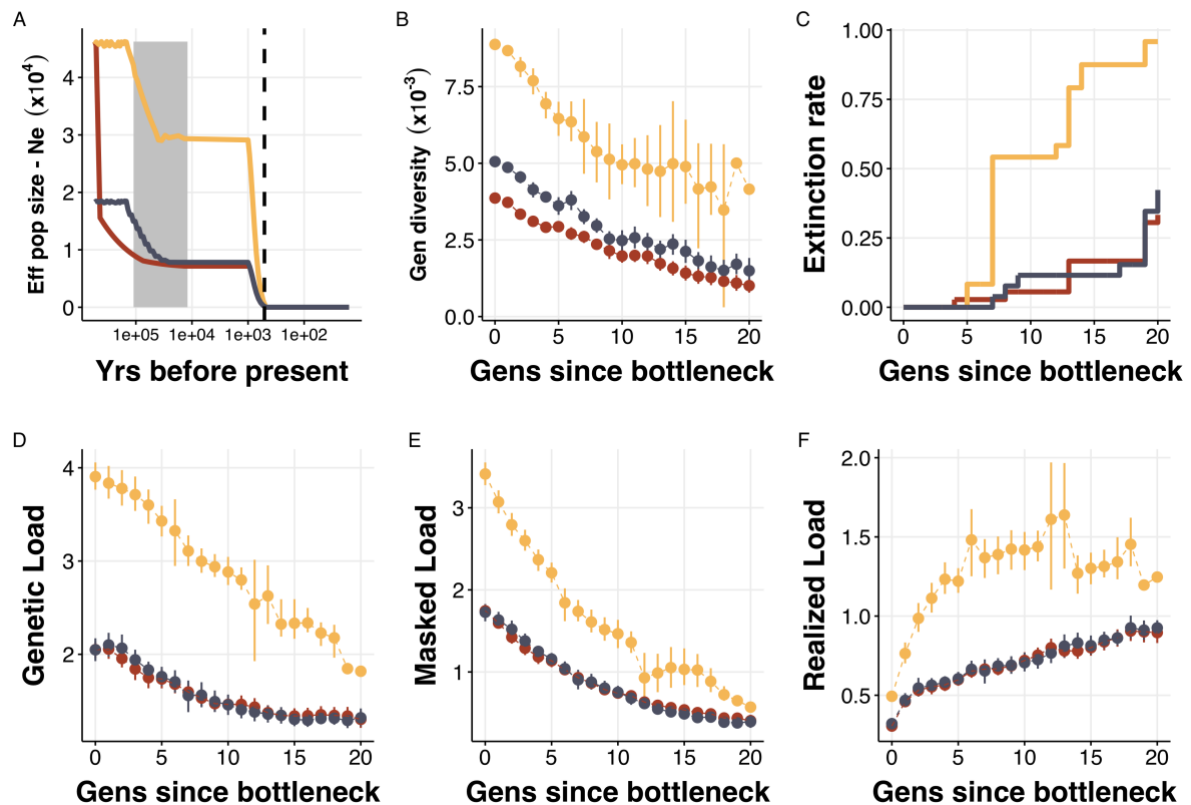 A
Eff pop size - Ne (x10⁴)
4
3
2
1
0
1e+05
1e+04
1e+03
1e+02
Yrs before present
B
Gen diversity (x10⁻³)
7.5
5.0
2.5
0.0
0
5
10
15
20
Gens since bottleneck
C
Extinction rate
1.00
0.75
0.50
0.25
0.00
0
5
10
15
20
Gens since bottleneck
D
Genetic Load
4
3
2
0
5
10
15
20
Gens since bottleneck
E
Masked Load
3
2
1
0
5
10
15
20
Gens since bottleneck
F
Realized Load
2.0
1.5
1.0
0.5
0
5
10
15
20
Gens since bottleneck